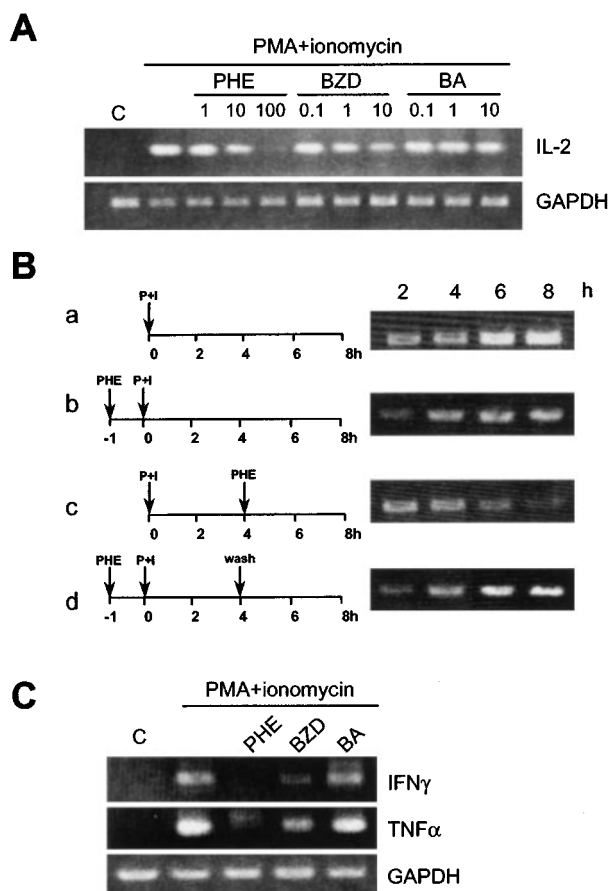 A
PMA+ionomycin
PHE BZD BA
C 1 10 100 0.1 1 10 0.1 1 10
IL-2
GAPDH
B
2 4 6 8 h
a
P+I
0 2 4 6 8h
b
PHE P+I
-1 0 2 4 6 8h
c
P+I PHE
0 2 4 6 8h
d
PHE P+I wash
-1 0 2 4 6 8h
C
PMA+ionomycin
C PHE BZD BA
IFNγ
TNFα
GAPDH